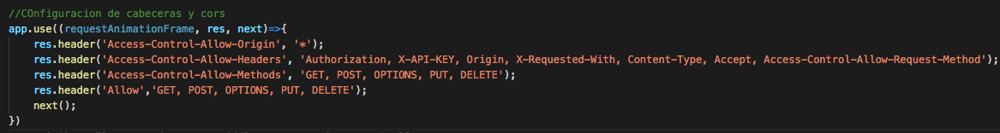 //COnfiguracion de cabeceras y cors
app.use((requestAnimationFrame, res, next)=>{
    res.header('Access-Control-Allow-Origin', '*');
    res.header('Access-Control-Allow-Headers', 'Authorization, X-API-KEY, Origin, X-Requested-With, Content-Type, Accept, Access-Control-Allow-Request-Method');
    res.header('Access-Control-Allow-Methods', 'GET, POST, OPTIONS, PUT, DELETE');
    res.header('Allow','GET, POST, OPTIONS, PUT, DELETE');
    next();
})